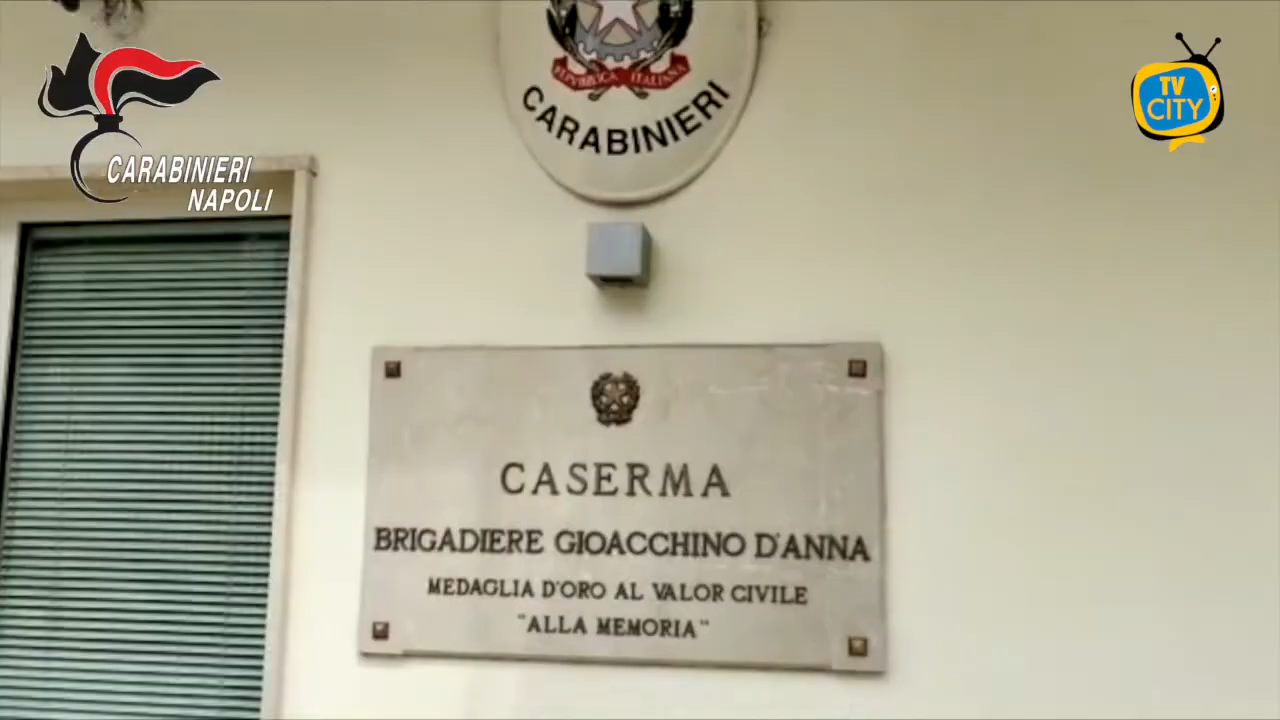 REPUBBLICA ITALIANA
CARABINIERI
CARABINIERI
NAPOLI
TV
CITY
CASERMA
BRIGADIERE GIOACCHINO D'ANNA
MEDAGLIA D'ORO AL VALOR CIVILE
"ALLA MEMORIA"